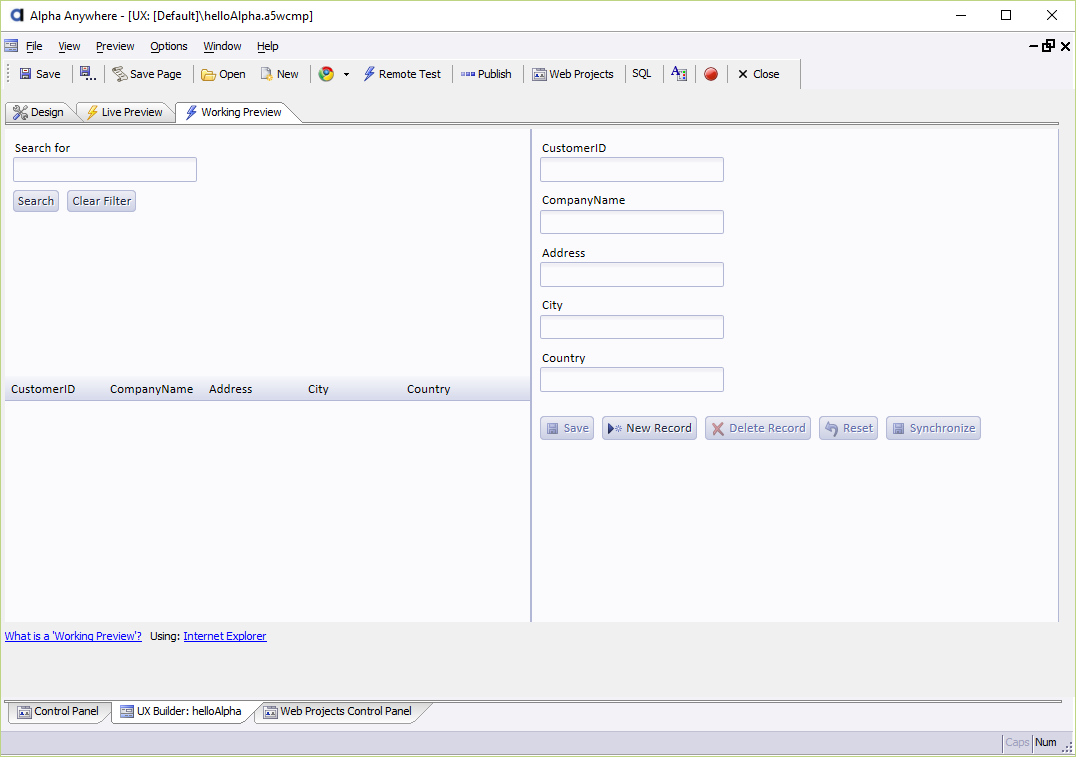 Alpha Anywhere - [UX: [Default]\helloAlpha.a5wcmp]
File View Preview Options Window Help
Save Save Page Open New Remote Test Publish Web Projects SQL Close
Design Live Preview Working Preview
Search for
Search Clear Filter
CustomerID CompanyName Address City Country
CustomerID
CompanyName
Address
City
Country
Save New Record Delete Record Reset Synchronize
What is a 'Working Preview'? Using: Internet Explorer
Control Panel UX Builder: helloAlpha Web Projects Control Panel
Caps Num